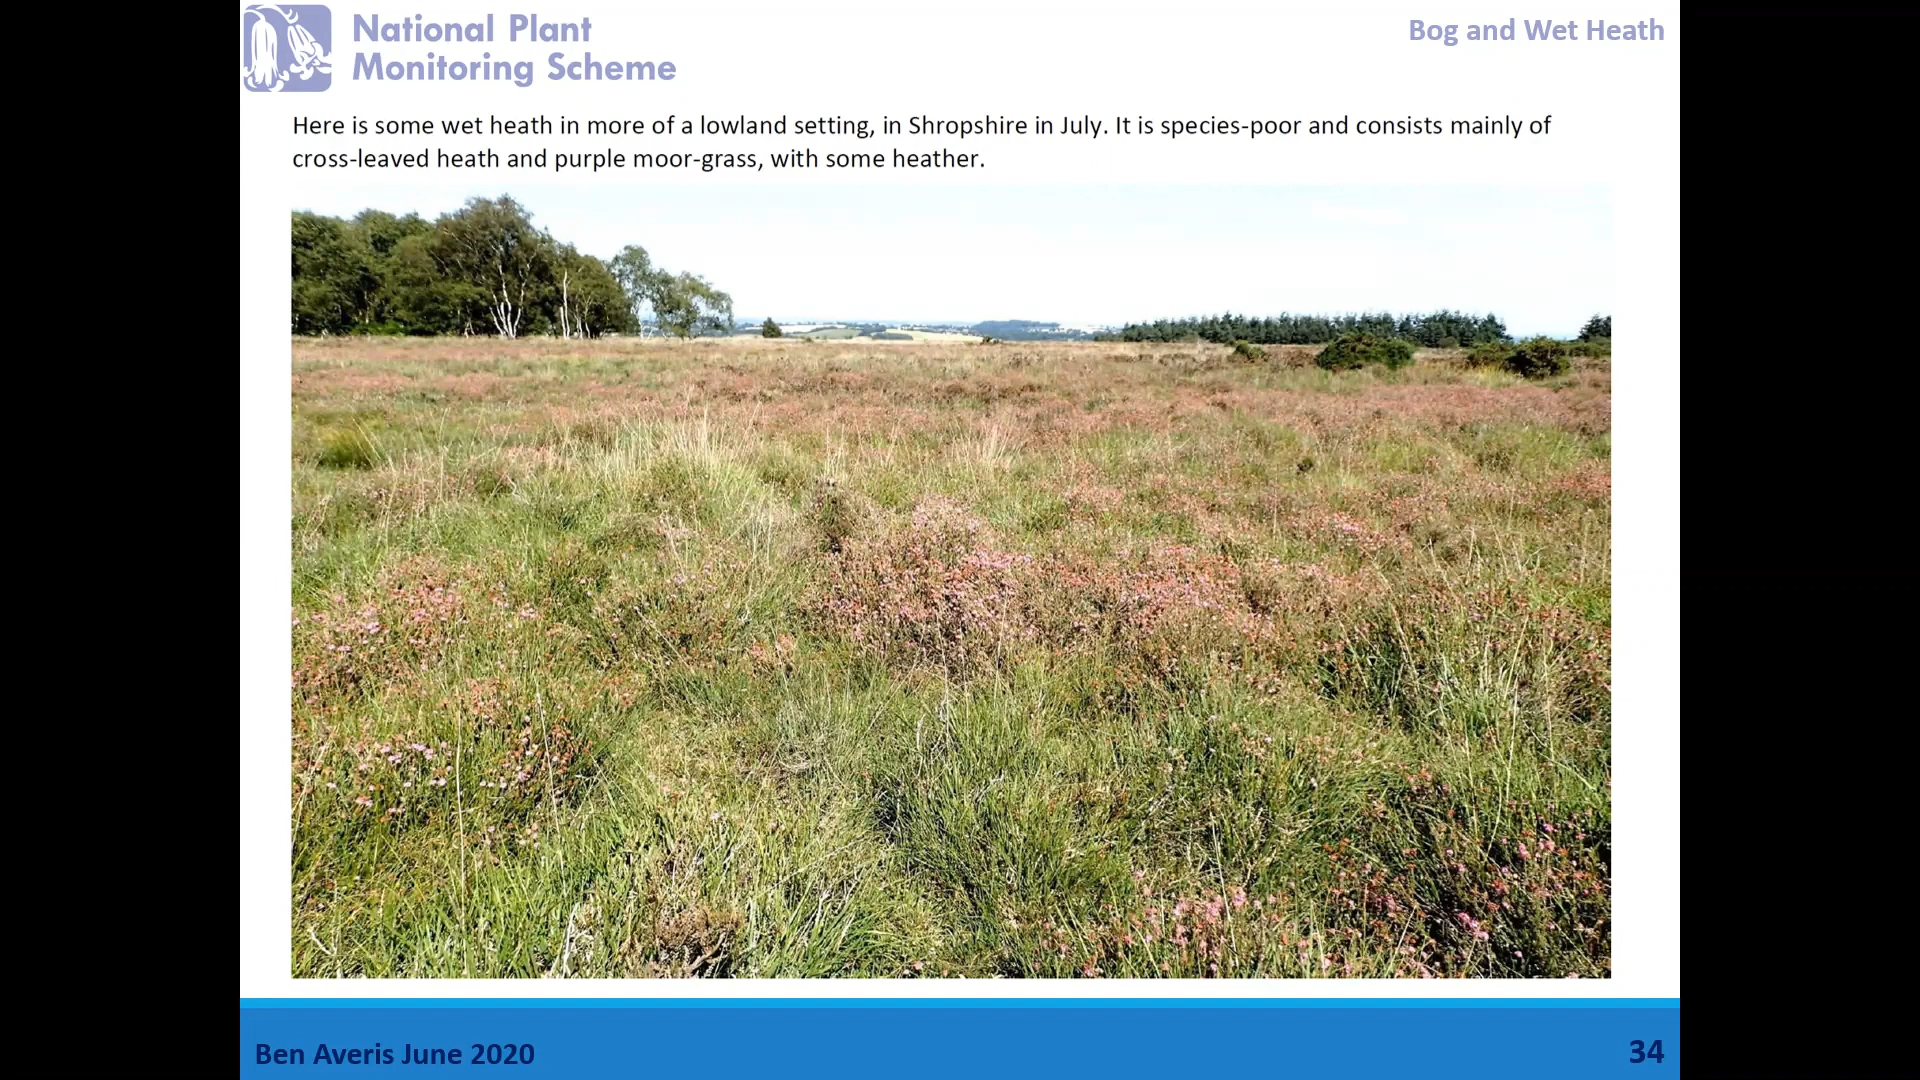 National Plant
Monitoring Scheme
Bog and Wet Heath
Here is some wet heath in more of a lowland setting, in Shropshire in July. It is species-poor and consists mainly of
cross-leaved heath and purple moor-grass, with some heather.
Ben Averis June 2020
34